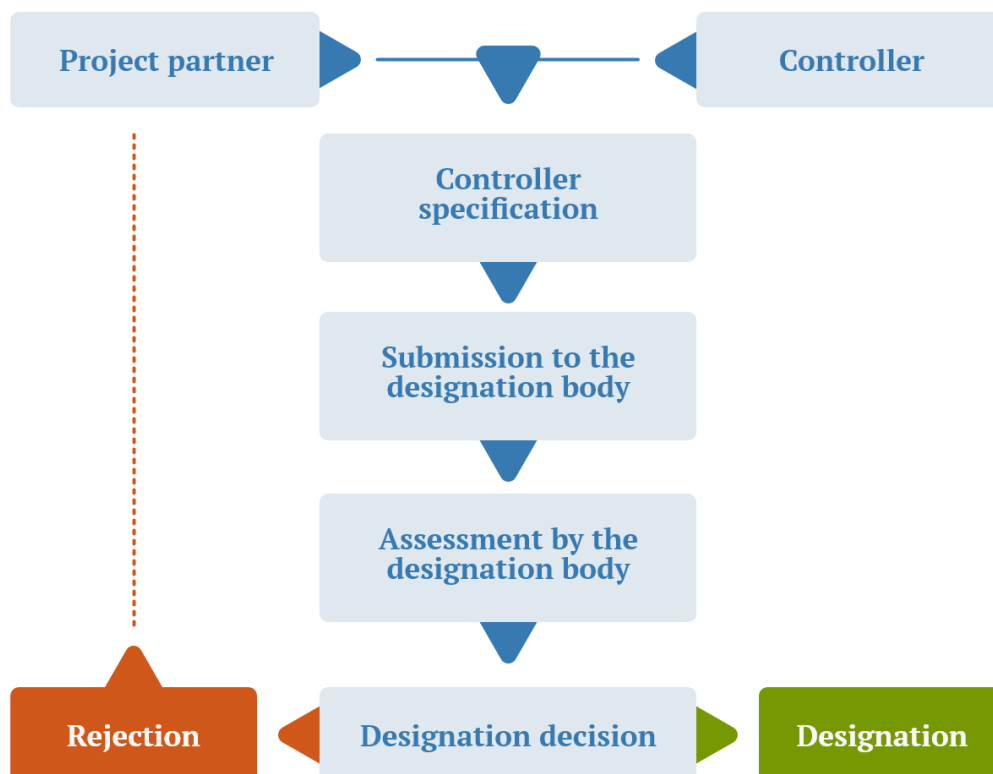 Project partner
Controller
Controller
specification
Submission to the
designation body
Assessment by the
designation body
Rejection
Designation decision
Designation